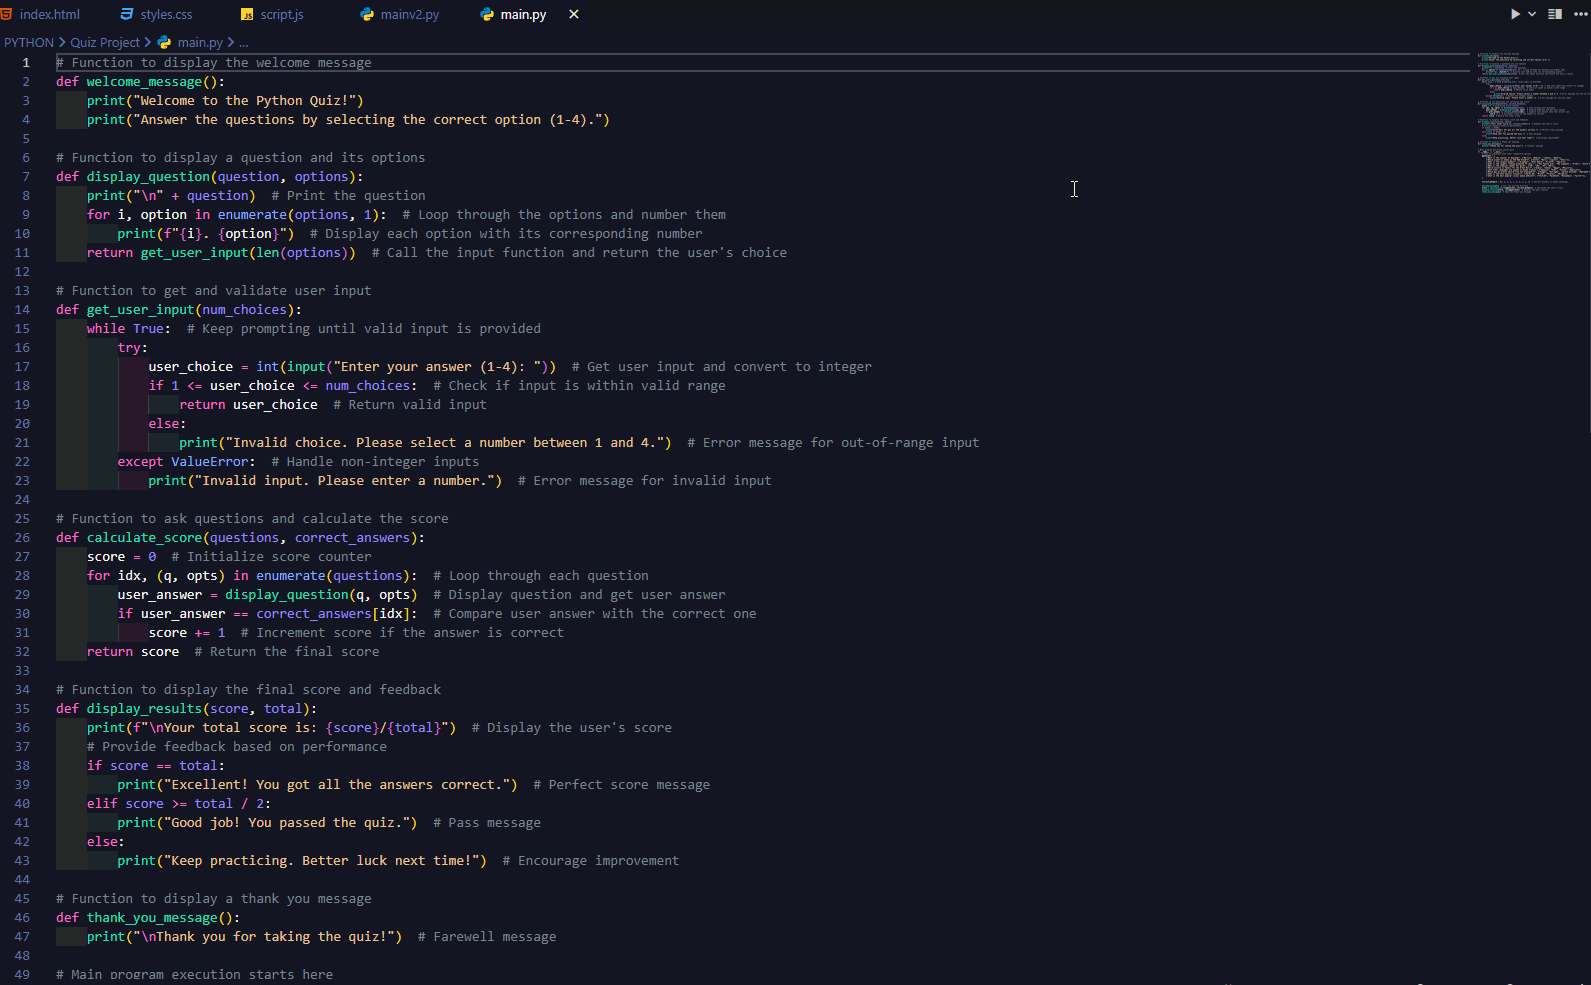 index.html styles.css script.js mainv2.py main.py
PYTHON > Quiz Project > main.py > ...
1 # Function to display the welcome message
2 def welcome_message():
3     print("Welcome to the Python Quiz!")
4     print("Answer the questions by selecting the correct option (1-4).")
5
6 # Function to display a question and its options
7 def display_question(question, options):
8     print("\n" + question)  # Print the question
9     for i, option in enumerate(options, 1):  # Loop through the options and number them
10         print(f"{i}. {option}")  # Display each option with its corresponding number
11     return get_user_input(len(options))  # Call the input function and return the user's choice
12
13 # Function to get and validate user input
14 def get_user_input(num_choices):
15     while True:  # Keep prompting until valid input is provided
16         try:
17             user_choice = int(input("Enter your answer (1-4): "))  # Get user input and convert to integer
18             if 1 <= user_choice <= num_choices:  # Check if input is within valid range
19                 return user_choice  # Return valid input
20             else:
21                 print("Invalid choice. Please select a number between 1 and 4.")  # Error message for out-of-range input
22         except ValueError:  # Handle non-integer inputs
23             print("Invalid input. Please enter a number.")  # Error message for invalid input
24
25 # Function to ask questions and calculate the score
26 def calculate_score(questions, correct_answers):
27     score = 0  # Initialize score counter
28     for idx, (q, opts) in enumerate(questions):  # Loop through each question
29         user_answer = display_question(q, opts)  # Display question and get user answer
30         if user_answer == correct_answers[idx]:  # Compare user answer with the correct one
31             score += 1  # Increment score if the answer is correct
32     return score  # Return the final score
33
34 # Function to display the final score and feedback
35 def display_results(score, total):
36     print(f"\nYour total score is: {score}/{total}")  # Display the user's score
37     # Provide feedback based on performance
38     if score == total:
39         print("Excellent! You got all the answers correct.")  # Perfect score message
40     elif score >= total / 2:
41         print("Good job! You passed the quiz.")  # Pass message
42     else:
43         print("Keep practicing. Better luck next time!")  # Encourage improvement
44
45 # Function to display a thank you message
46 def thank_you_message():
47     print("\nThank you for taking the quiz!")  # Farewell message
48
49 # Main program execution starts here